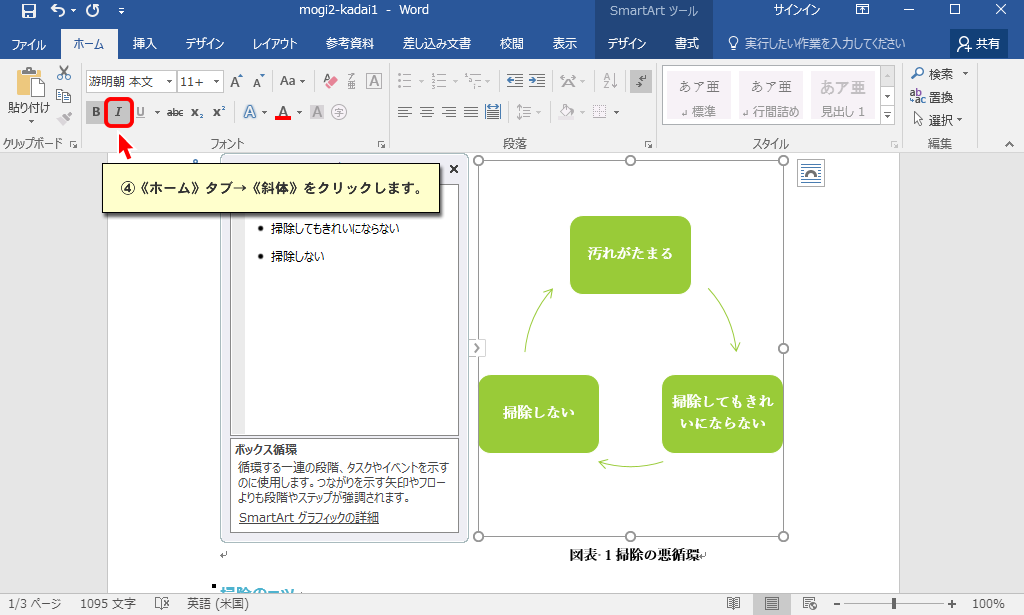 mogi2-kadai1 - Word
SmartArt ツール
サインイン
ファイル
ホーム
挿入
デザイン
レイアウト
参考資料
差し込み文書
校閲
表示
デザイン
書式
実行したい作業を入力してください
共有
貼り付け
游明朝 本文
11+
A
A
Aa
B
I
U
abc
x₂
x²
A
A
A
字
あア亜
あア亜
あア亜
標準
行間詰め
見出し 1
検索
置換
選択
クリップボード
フォント
段落
スタイル
編集
④《ホーム》タブ→《斜体》をクリックします。
掃除してもきれいにならない
掃除しない
ボックス循環
循環する一連の段階、タスクやイベントを示す
のに使用します。つながりを示す矢印やフロー
よりも段階やステップが強調されます。
SmartArt グラフィックの詳細
汚れがたまる
掃除しない
掃除してもきれ
いにならない
図表 1 掃除の悪循環
掃除のコツ
1/3 ページ
1095 文字
英語 (米国)
100%